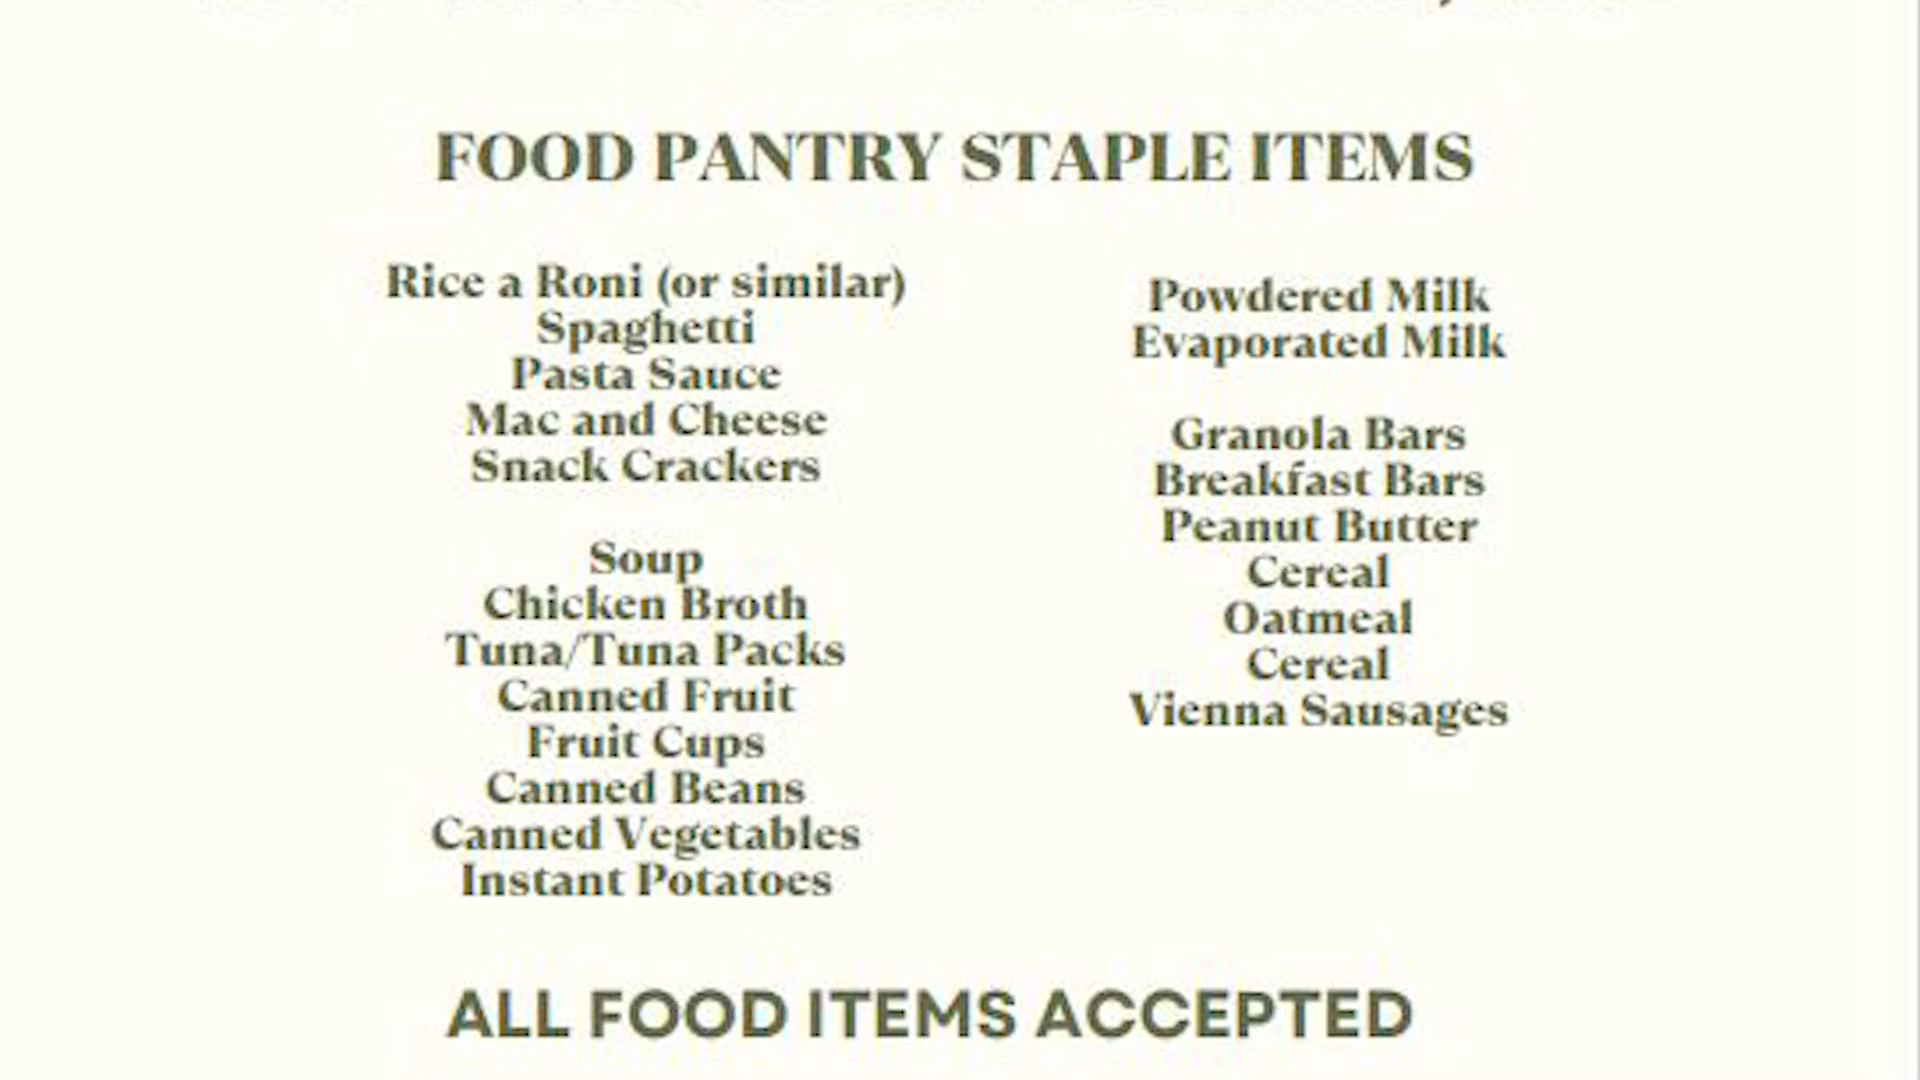 FOOD PANTRY STAPLE ITEMS
Rice a Roni (or similar)
Spaghetti
Pasta Sauce
Mac and Cheese
Snack Crackers
Soup
Chicken Broth
Tuna/Tuna Packs
Canned Fruit
Fruit Cups
Canned Beans
Canned Vegetables
Instant Potatoes
Powdered Milk
Evaporated Milk
Granola Bars
Breakfast Bars
Peanut Butter
Cereal
Oatmeal
Cereal
Vienna Sausages
ALL FOOD ITEMS ACCEPTED